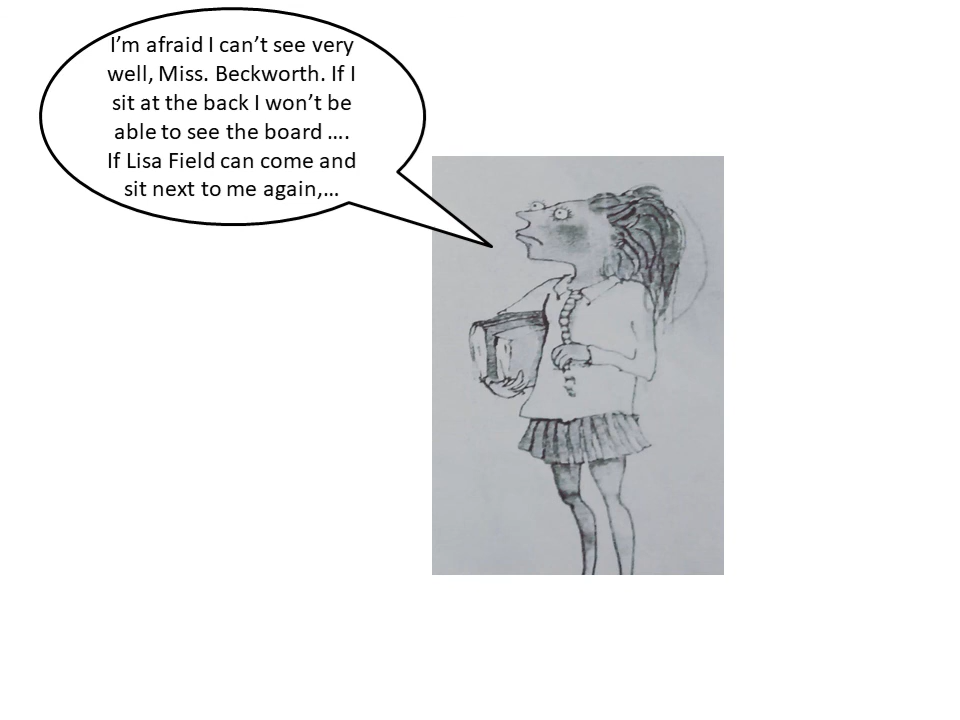 I’m afraid I can’t see very
well, Miss. Beckworth. If I
sit at the back I won’t be
able to see the board ….
If Lisa Field can come and
sit next to me again,…